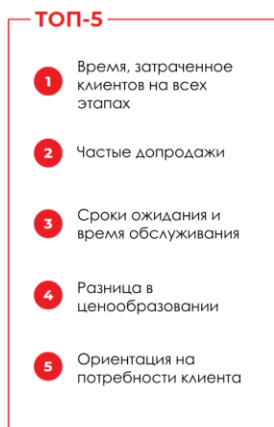 ТОП-5
1
Время, затраченное
клиентов на всех
этапах
2
Частые допродажи
3
Сроки ожидания и
время обслуживания
4
Разница в
ценообразовании
5
Ориентация на
потребности клиента